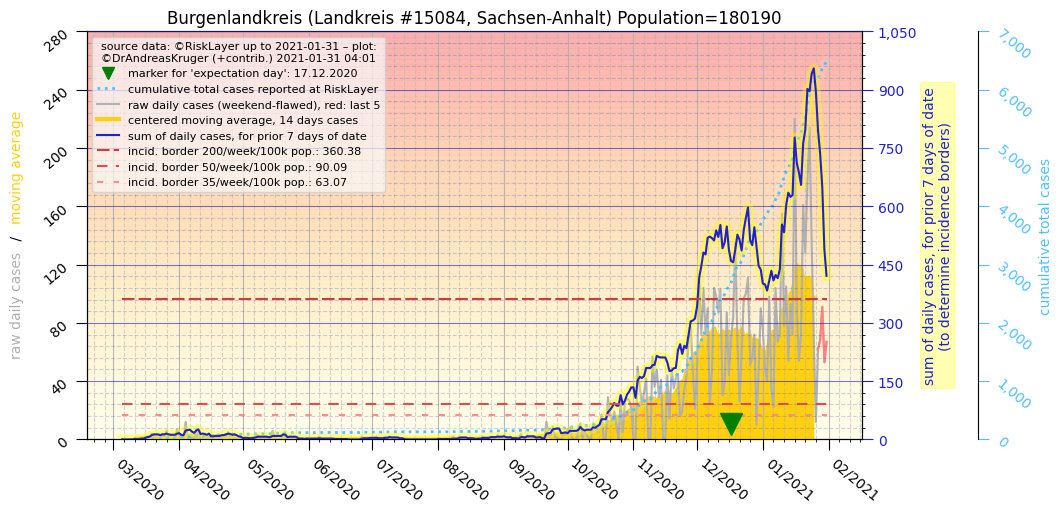 Burgenlandkreis (Landkreis #15084, Sachsen-Anhalt) Population=180190
source data: ©RiskLayer up to 2021-01-31 – plot:
©DrAndreasKruger (+contrib.) 2021-01-31 04:01
marker for 'expectation day': 17.12.2020
cumulative total cases reported at RiskLayer
raw daily cases (weekend-flawed), red: last 5
centered moving average, 14 days cases
sum of daily cases, for prior 7 days of date
incid. border 200/week/100k pop.: 360.38
incid. border 50/week/100k pop.: 90.09
incid. border 35/week/100k pop.: 63.07
raw daily cases / moving average
280
240
200
160
120
80
40
0
03/2020
04/2020
05/2020
06/2020
07/2020
08/2020
09/2020
10/2020
11/2020
12/2020
01/2021
02/2021
1,050
900
750
600
450
300
150
0
sum of daily cases, for prior 7 days of date
(to determine incidence borders)
7,000
6,000
5,000
4,000
3,000
2,000
1,000
0
cumulative total cases